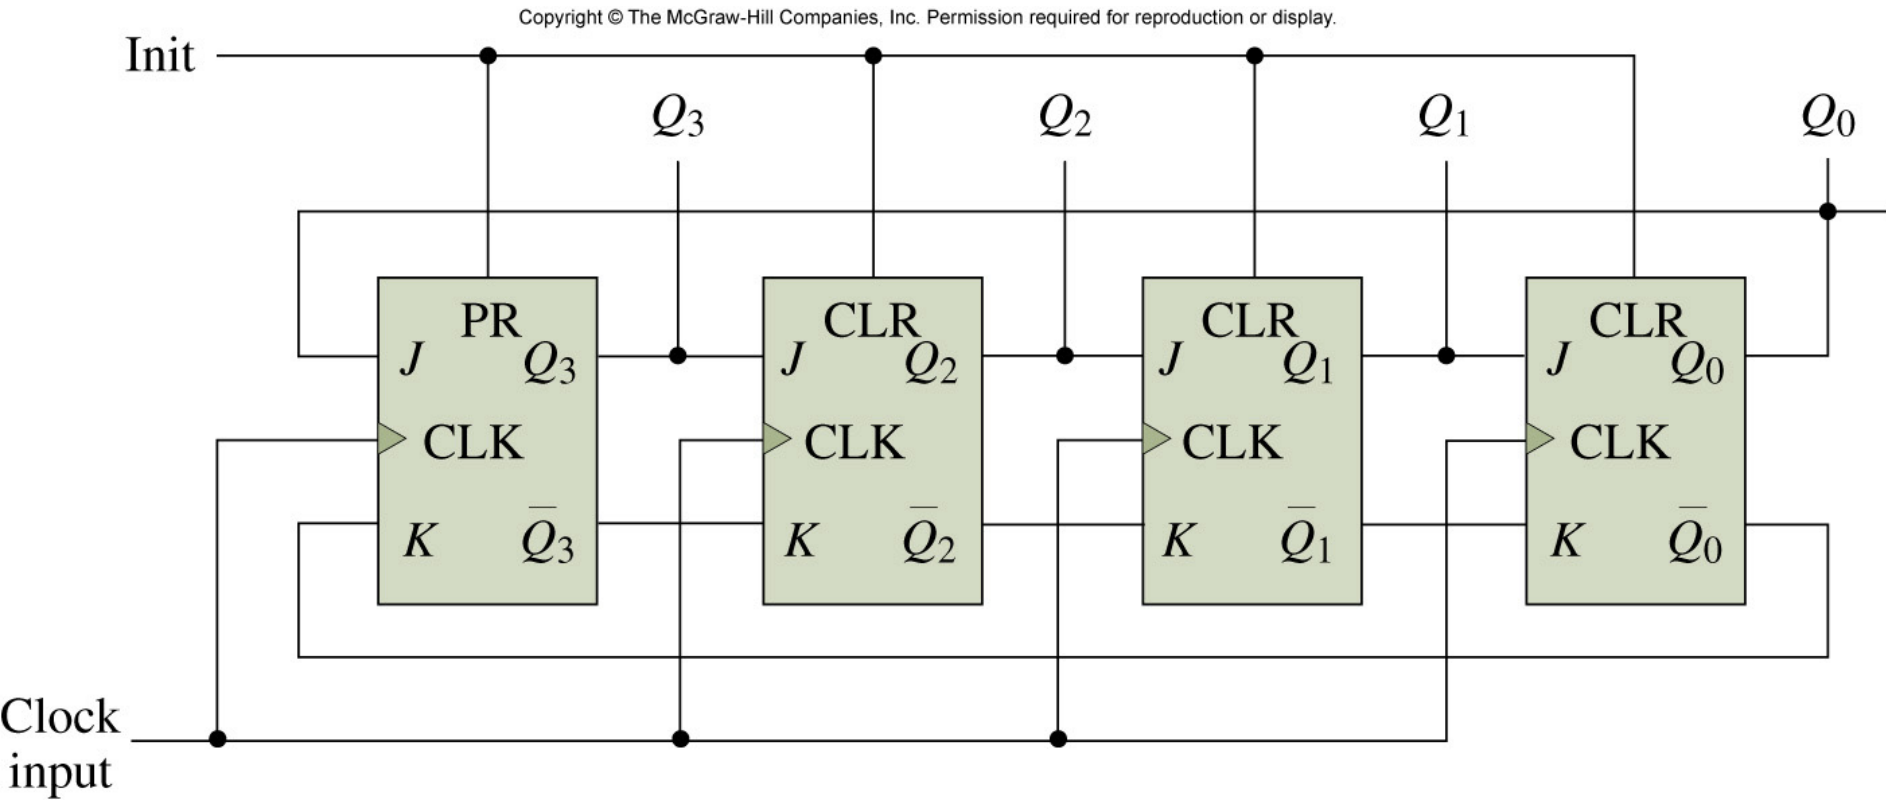 Copyright © The McGraw-Hill Companies, Inc. Permission required for reproduction or display.
Init
Q3 Q2 Q1 Q0
PR CLR CLR CLR
J Q3 J Q2 J Q1 J Q0
CLK CLK CLK CLK
K Q̅3 K Q̅2 K Q̅1 K Q̅0
Clock
input